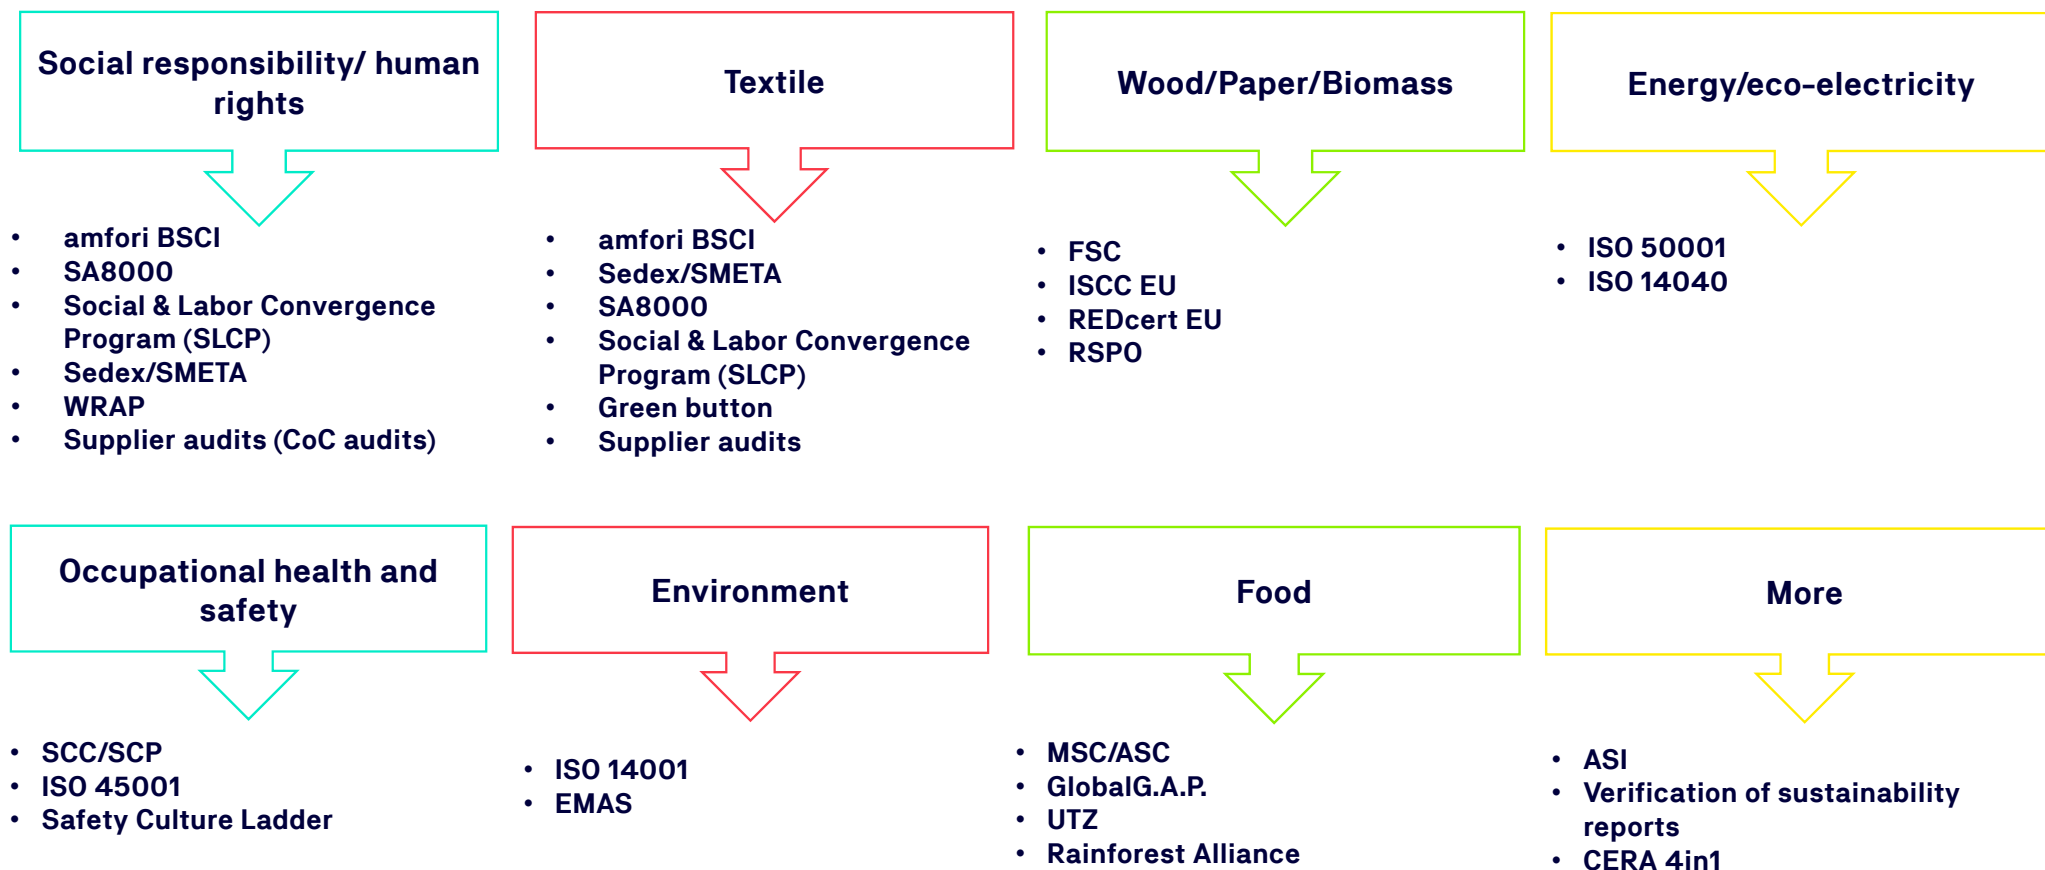 Social responsibility/ human
rights
Textile
Wood/Paper/Biomass
Energy/eco-electricity
• amfori BSCI
• SA8000
• Social & Labor Convergence
Program (SLCP)
• Sedex/SMETA
• WRAP
• Supplier audits (CoC audits)
• amfori BSCI
• Sedex/SMETA
• SA8000
• Social & Labor Convergence
Program (SLCP)
• Green button
• Supplier audits
• FSC
• ISCC EU
• REDcert EU
• RSPO
• ISO 50001
• ISO 14040
Occupational health and
safety
Environment
Food
More
• SCC/SCP
• ISO 45001
• Safety Culture Ladder
• ISO 14001
• EMAS
• MSC/ASC
• GlobalG.A.P.
• UTZ
• Rainforest Alliance
• ASI
• Verification of sustainability
reports
• CERA 4in1